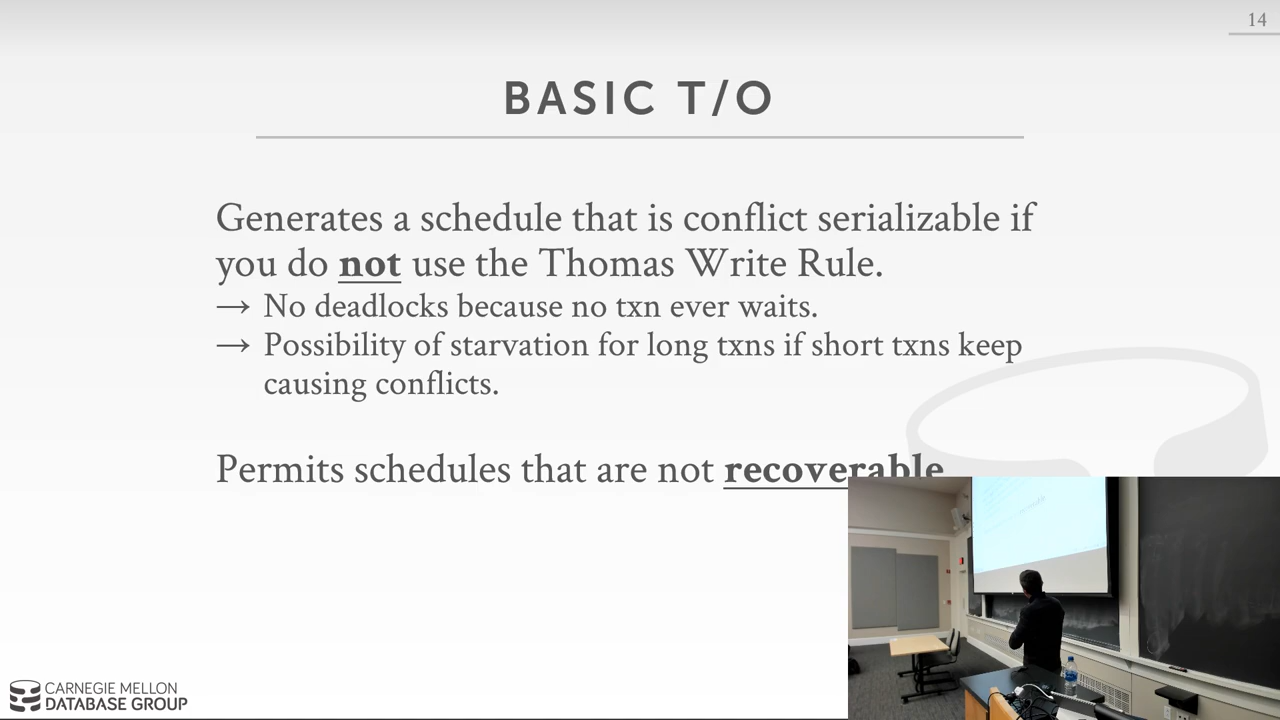 14
BASIC T/O
Generates a schedule that is conflict serializable if
you do not use the Thomas Write Rule.
→ No deadlocks because no txn ever waits.
→ Possibility of starvation for long txns if short txns keep
causing conflicts.
Permits schedules that are not recoverable
CARNEGIE MELLON
DATABASE GROUP